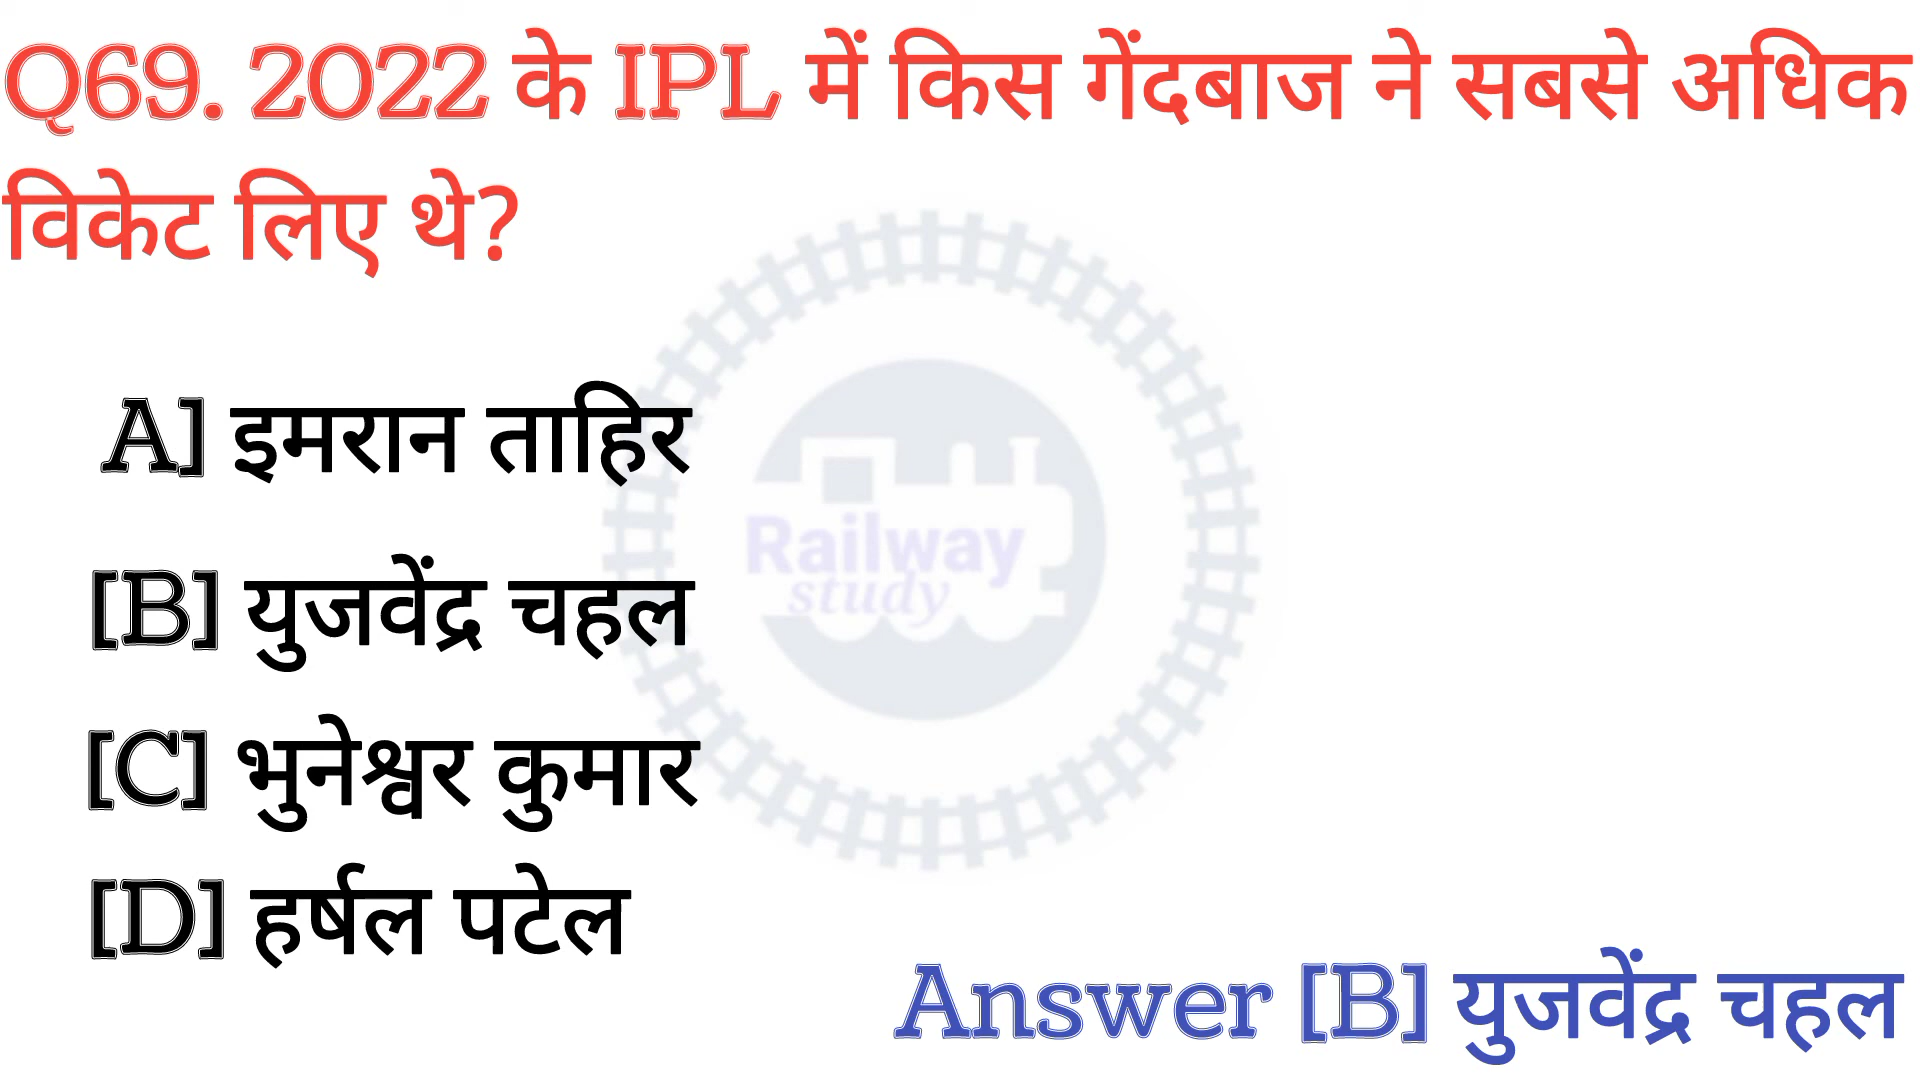 Q69. 2022 के IPL में किस गेंदबाज ने सबसे अधिक
विकेट लिए थे?
A] इमरान ताहिर
[B] युजवेंद्र चहल
[C] भुनेश्वर कुमार
[D] हर्षल पटेल
Railway
study
Answer [B] युजवेंद्र चहल